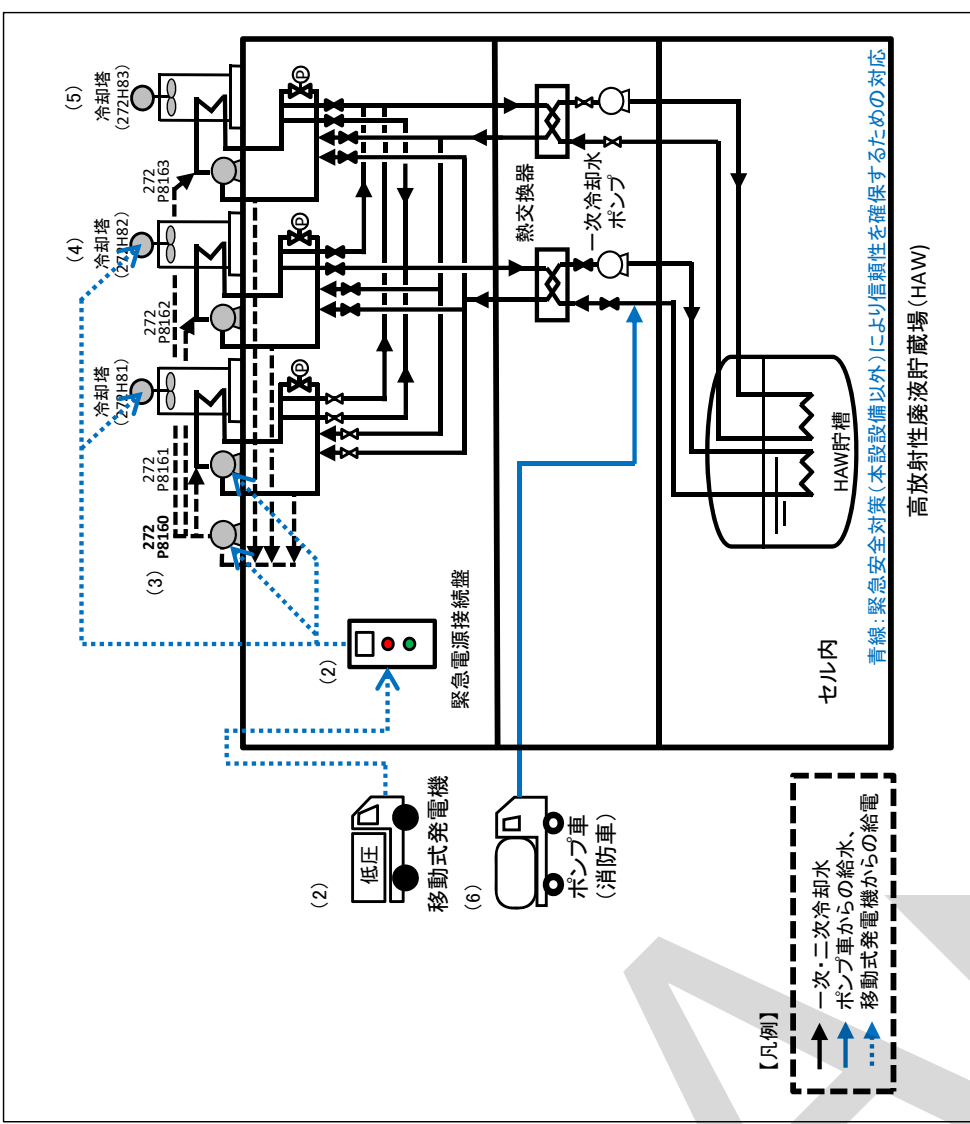 (5)
冷却塔
(272H83)
(4)
冷却塔
(272H82)
冷却塔
(272H81)
272
P8163
272
P8162
272
P8161
272
P8160
(3)
P
P
P
(2)
緊急電源接続盤
熱交換器
一次冷却水
ポンプ
HAW貯槽
セル内
青線:緊急安全対策(本設設備以外)により信頼性を確保するための対応
高放射性廃液貯蔵場(HAW)
(2)
低圧
移動式発電機
(6)
ポンプ車
(消防車)
【凡例】
一次・二次冷却水
ポンプ車からの給水、
移動式発電機からの給電